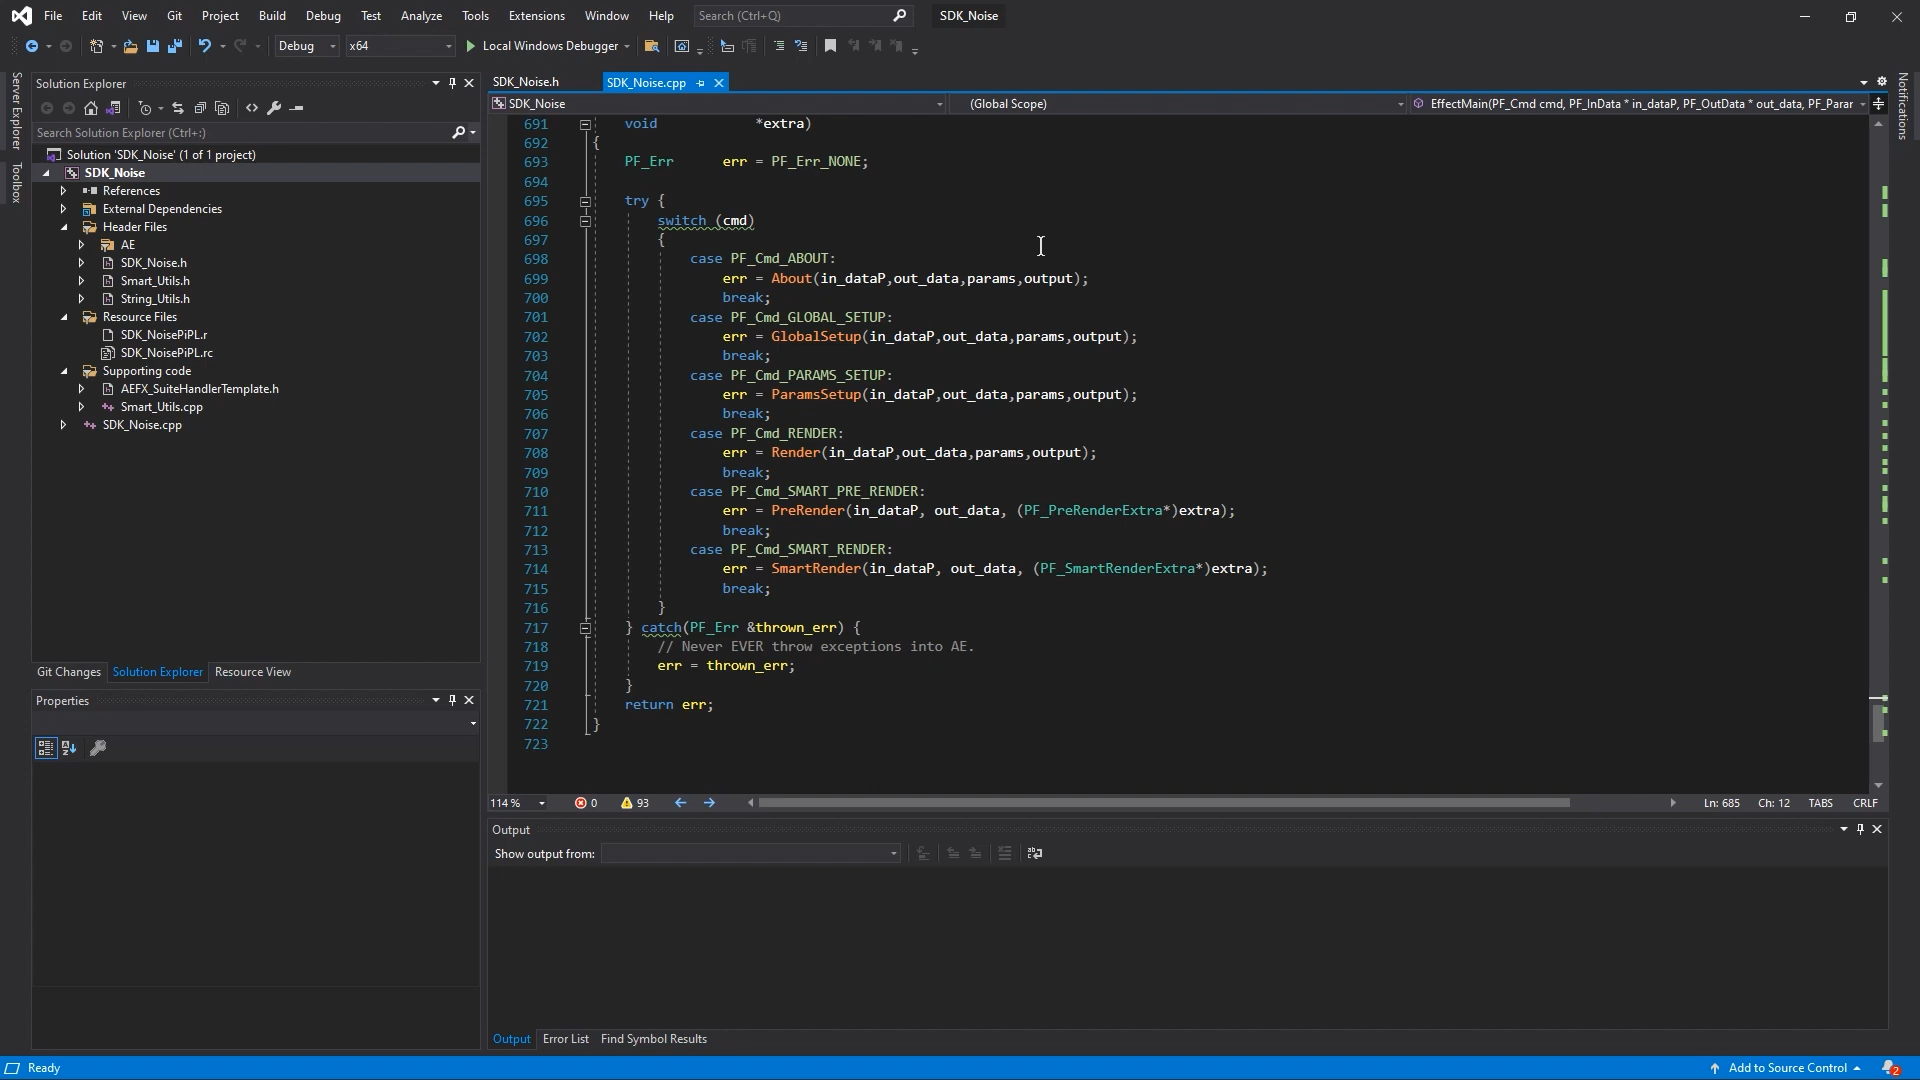 File Edit View Git Project Build Debug Test Analyze Tools Extensions Window Help Search (Ctrl+Q) SDK_Noise
Debug x64 Local Windows Debugger
Server Explorer
Toolbox
Solution Explorer
Search Solution Explorer (Ctrl+;)
Solution 'SDK_Noise' (1 of 1 project)
SDK_Noise
References
External Dependencies
Header Files
AE
SDK_Noise.h
Smart_Utils.h
String_Utils.h
Resource Files
SDK_NoisePiPL.r
SDK_NoisePiPL.rc
Supporting code
AEFX_SuiteHandlerTemplate.h
Smart_Utils.cpp
SDK_Noise.cpp
Git Changes Solution Explorer Resource View
Properties
SDK_Noise.h SDK_Noise.cpp
SDK_Noise (Global Scope) EffectMain(PF_Cmd cmd, PF_InData * in_dataP, PF_OutData * out_data, PF_Parar
691 void *extra)
692 {
693 PF_Err err = PF_Err_NONE;
694
695 try {
696 switch (cmd)
697 {
698 case PF_Cmd_ABOUT:
699 err = About(in_dataP,out_data,params,output);
700 break;
701 case PF_Cmd_GLOBAL_SETUP:
702 err = GlobalSetup(in_dataP,out_data,params,output);
703 break;
704 case PF_Cmd_PARAMS_SETUP:
705 err = ParamsSetup(in_dataP,out_data,params,output);
706 break;
707 case PF_Cmd_RENDER:
708 err = Render(in_dataP,out_data,params,output);
709 break;
710 case PF_Cmd_SMART_PRE_RENDER:
711 err = PreRender(in_dataP, out_data, (PF_PreRenderExtra*)extra);
712 break;
713 case PF_Cmd_SMART_RENDER:
714 err = SmartRender(in_dataP, out_data, (PF_SmartRenderExtra*)extra);
715 break;
716 }
717 } catch(PF_Err &thrown_err) {
718 // Never EVER throw exceptions into AE.
719 err = thrown_err;
720 }
721 return err;
722 }
723
114 % 0 93 Ln: 685 Ch: 12 TABS CRLF
Output
Show output from:
Output Error List Find Symbol Results
Notifications
Ready Add to Source Control 2